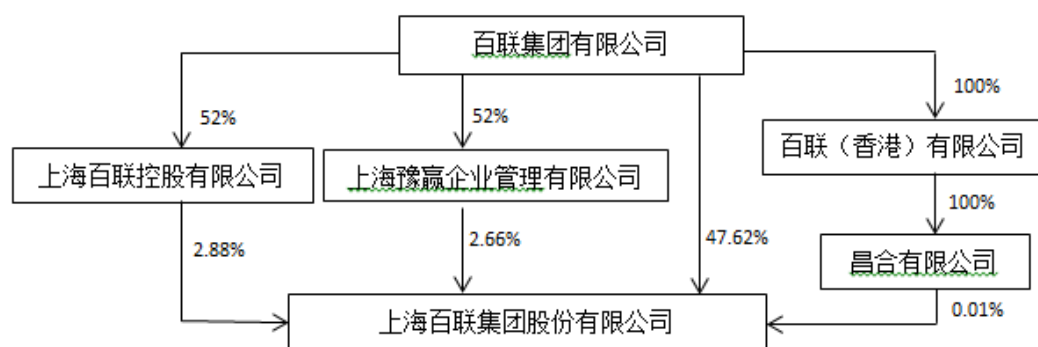 百联集团有限公司
52%
52%
100%
上海百联控股有限公司
上海豫赢企业管理有限公司
百联（香港）有限公司
2.88%
2.66%
47.62%
100%
昌合有限公司
0.01%
上海百联集团股份有限公司